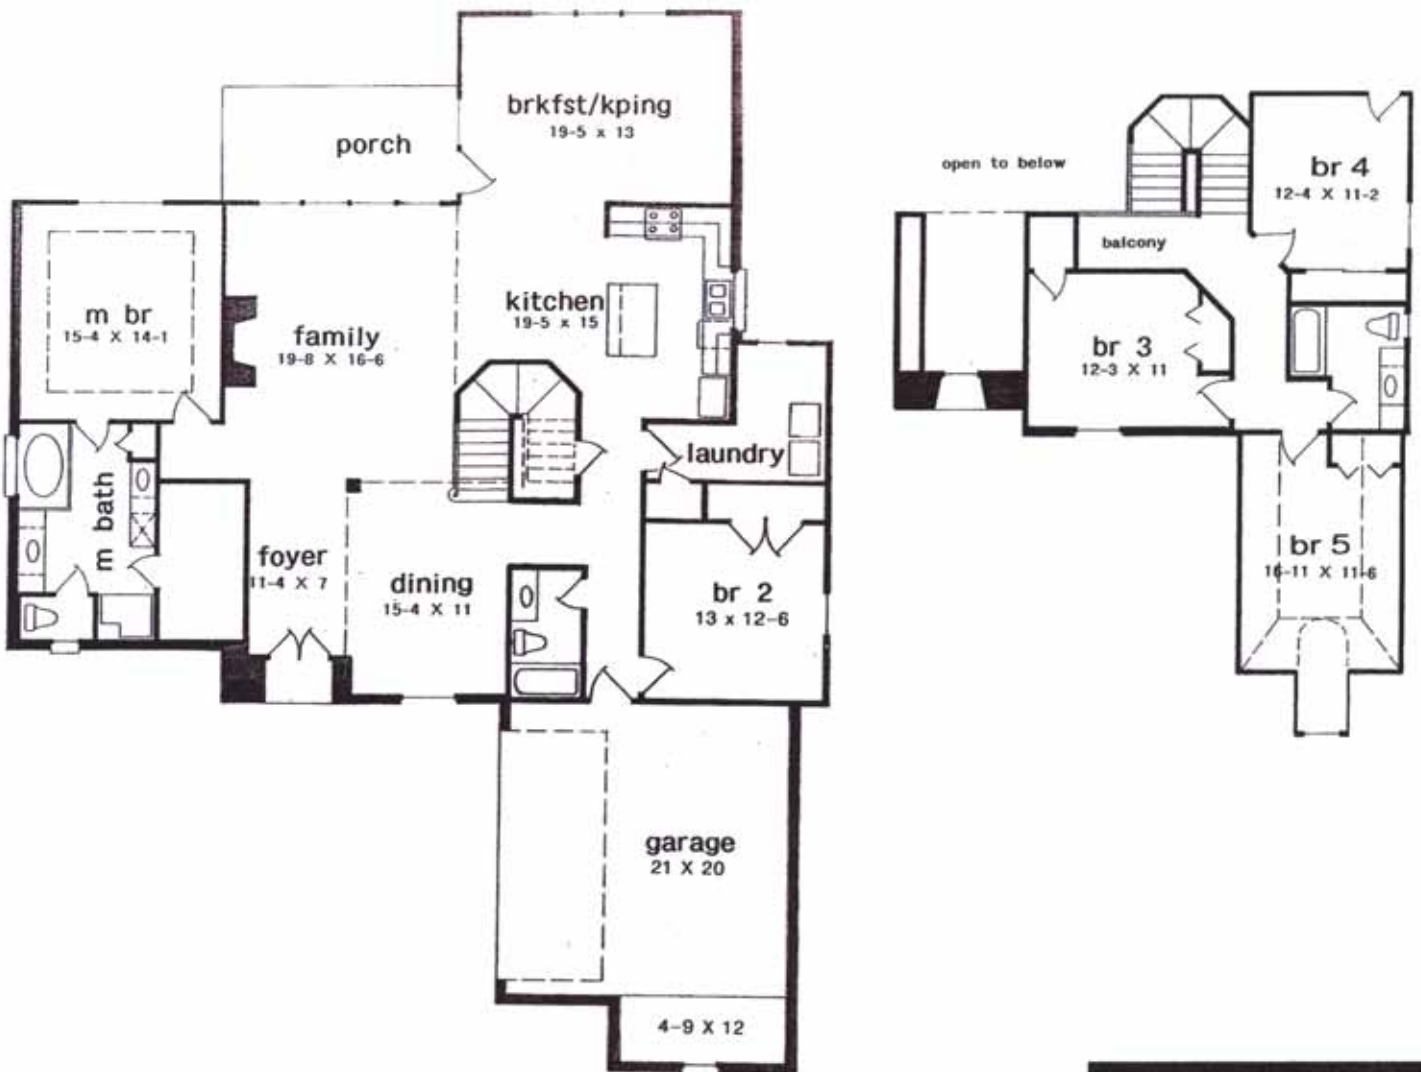 brkfst/kping
19-5 x 13
porch
m br
15-4 X 14-1
family
19-8 X 16-6
kitchen
19-5 x 15
laundry
m bath
foyer
11-4 X 7
dining
15-4 X 11
br 2
13 x 12-6
garage
21 X 20
4-9 X 12
open to below
br 4
12-4 X 11-2
balcony
br 3
12-3 X 11
br 5
16-11 X 11-6